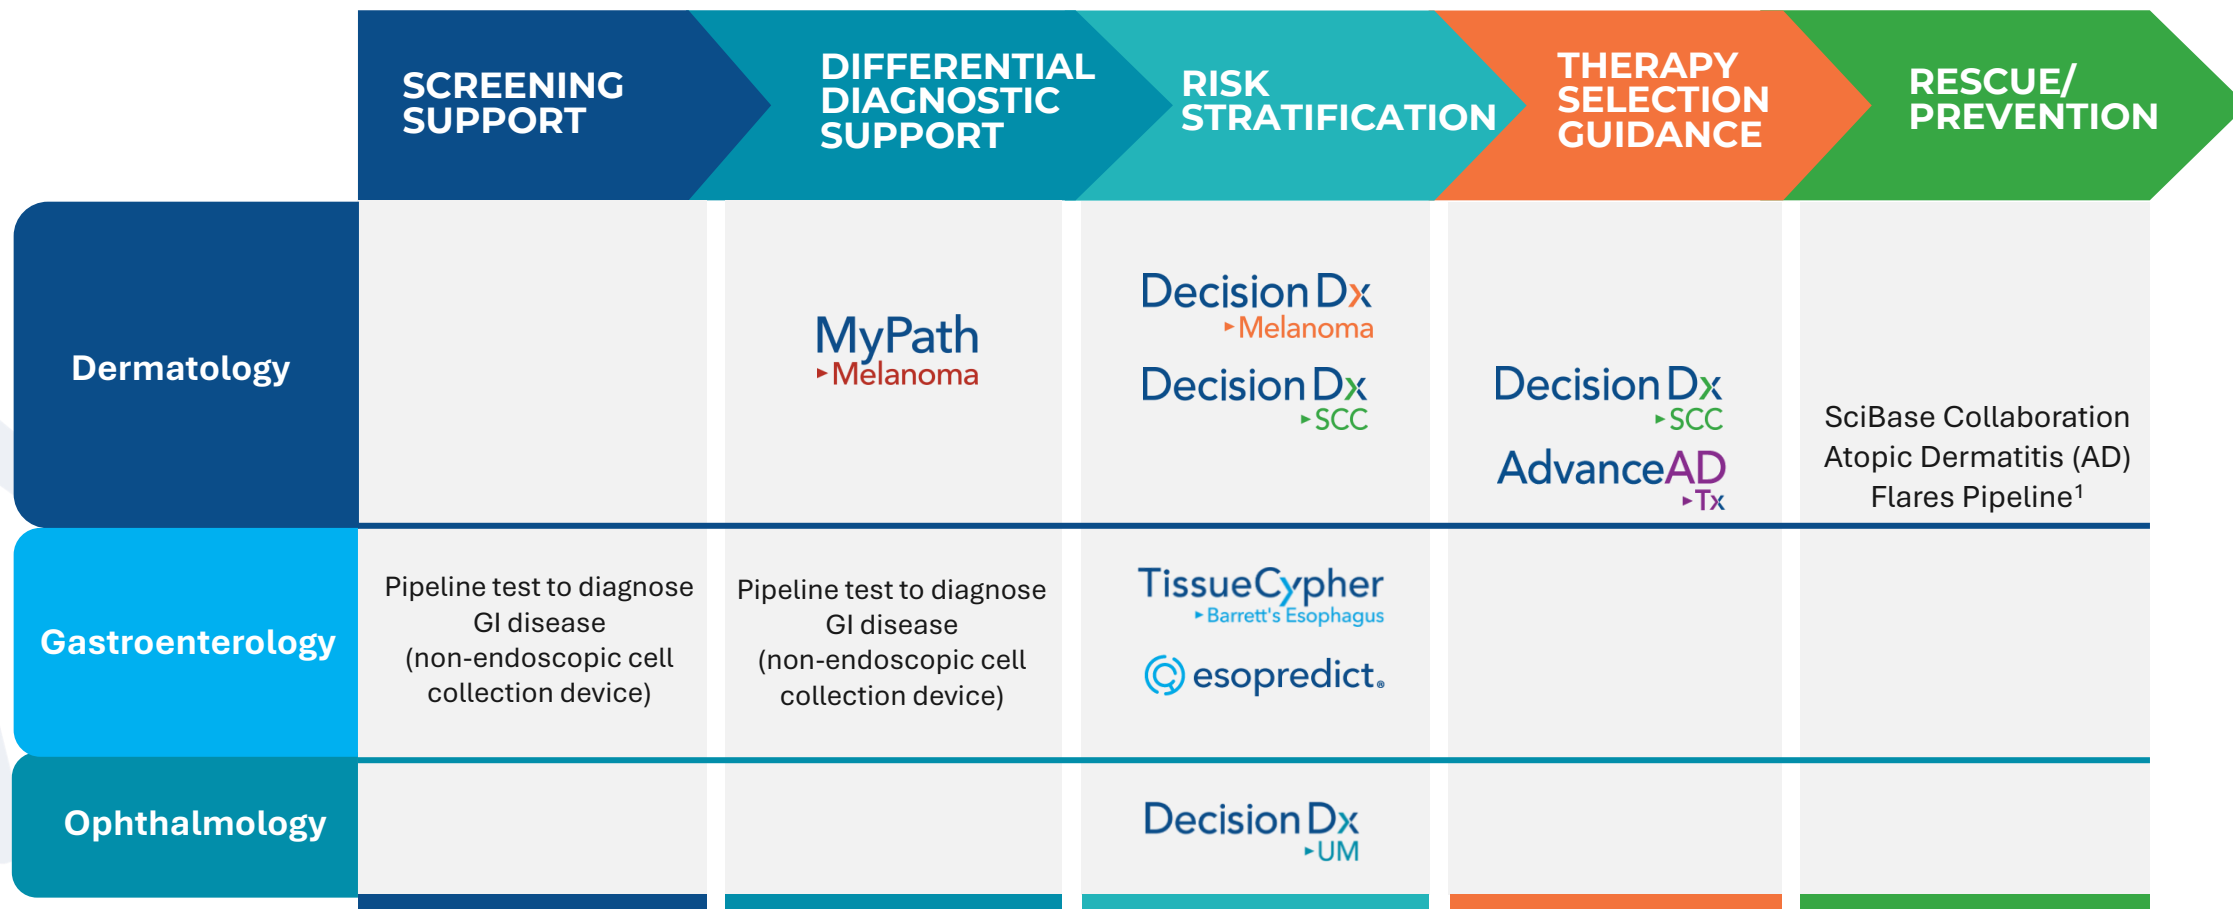 SCREENING
SUPPORT
DIFFERENTIAL
DIAGNOSTIC
SUPPORT
RISK
STRATIFICATION
THERAPY
SELECTION
GUIDANCE
RESCUE/
PREVENTION
Dermatology
MyPath
Melanoma
DecisionDx
Melanoma
DecisionDx
SCC
DecisionDx
SCC
AdvanceAD
Tx
SciBase Collaboration
Atopic Dermatitis (AD)
Flares Pipeline¹
Gastroenterology
Pipeline test to diagnose
GI disease
(non-endoscopic cell
collection device)
Pipeline test to diagnose
GI disease
(non-endoscopic cell
collection device)
TissueCypher
Barrett's Esophagus
esopredict®
Ophthalmology
DecisionDx
UM